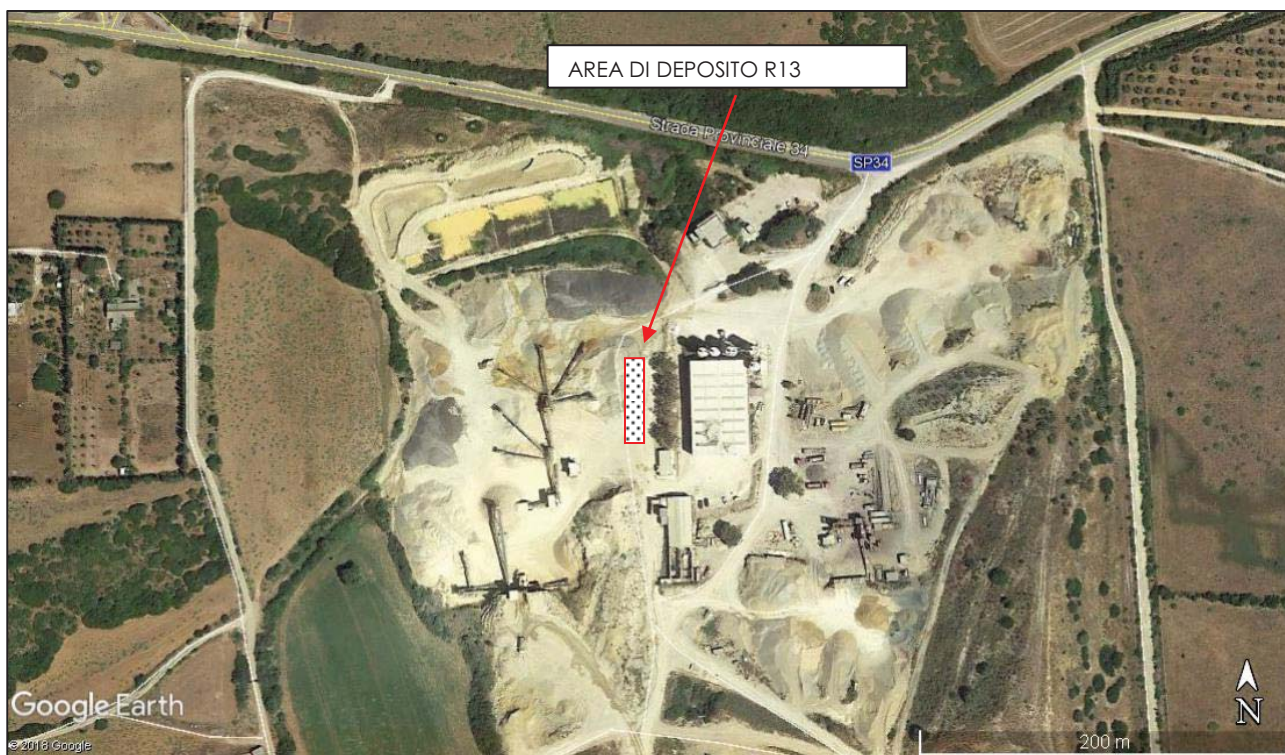 AREA DI DEPOSITO R13
Strada Provinciale 34
SP34
Google Earth
© 2018 Google
200 m
N